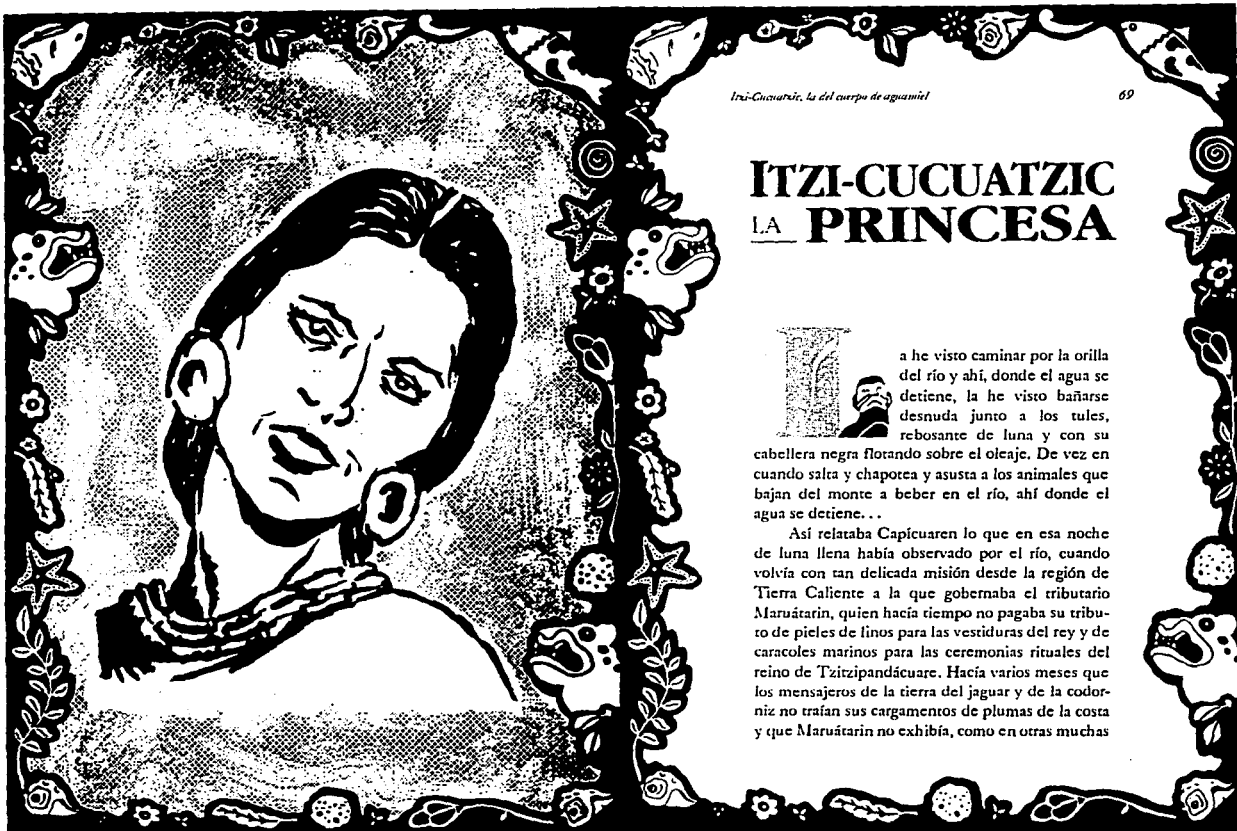 Itzi-Cucuatzic, la del cuerpo de aguamiel
69
ITZI-CUCUATZIC
LA PRINCESA
La he visto caminar por la orilla
del río y ahí, donde el agua se
detiene, la he visto bañarse
desnuda junto a los tules,
rebosante de luna y con su
cabellera negra flotando sobre el oleaje. De vez en
cuando salta y chapotea y asusta a los animales que
bajan del monte a beber en el río, ahí donde el
agua se detiene...
Así relataba Capícuaren lo que en esa noche
de luna llena había observado por el río, cuando
volvía con tan delicada misión desde la región de
Tierra Caliente a la que gobernaba el tributario
Maruátarin, quien hacía tiempo no pagaba su tribu-
to de pieles de linos para las vestiduras del rey y de
caracoles marinos para las ceremonias rituales del
reino de Tzitzipandácuare. Hacía varios meses que
los mensajeros de la tierra del jaguar y de la codor-
niz no traían sus cargamentos de plumas de la costa
y que Maruátarin no exhibía, como en otras muchas